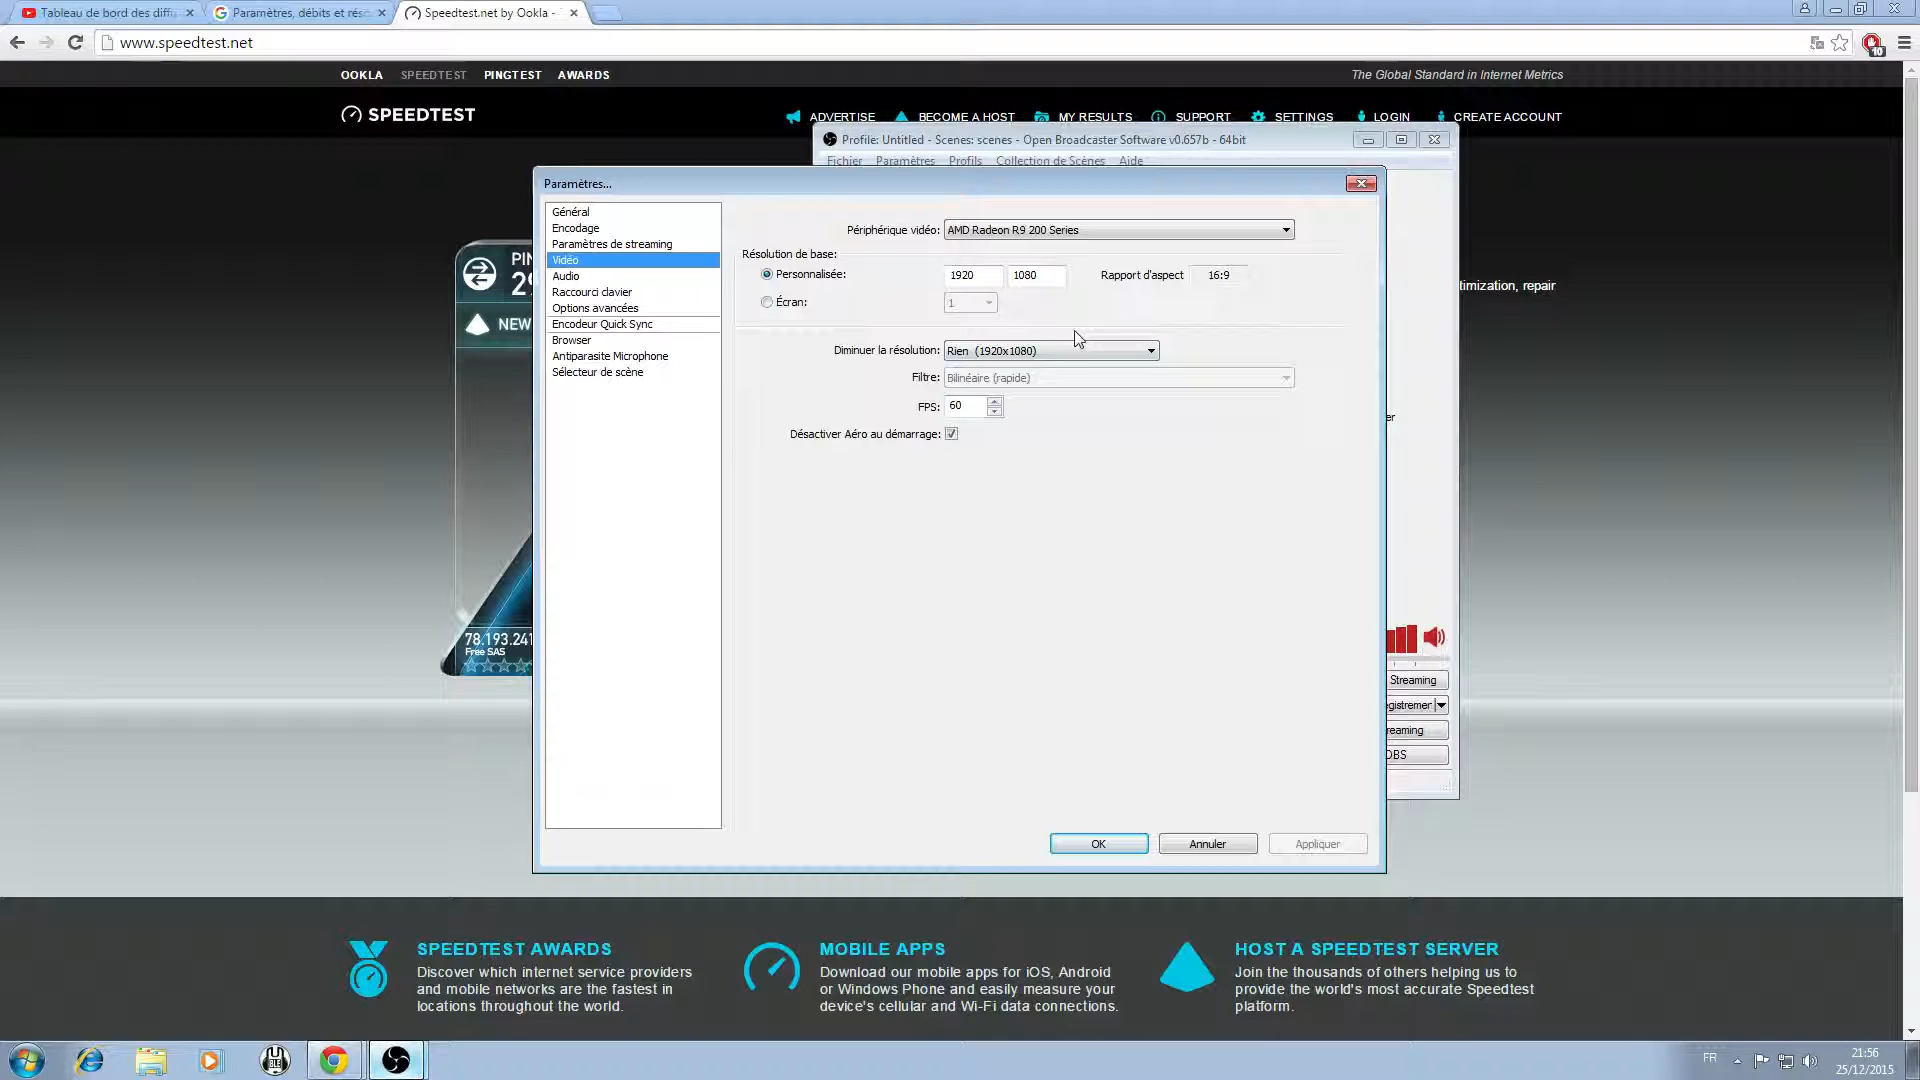 Tableau de bord des diffu
Paramètres, débits et réso
Speedtest.net by Ookla -
www.speedtest.net
10
OOKLA SPEEDTEST PINGTEST AWARDS
The Global Standard in Internet Metrics
SPEEDTEST
ADVERTISE BECOME A HOST MY RESULTS SUPPORT SETTINGS LOGIN CREATE ACCOUNT
Profile: Untitled - Scenes: scenes - Open Broadcaster Software v0.657b - 64bit
Fichier Paramètres Profils Collection de Scènes Aide
Paramètres...
Général
Encodage
Paramètres de streaming
Vidéo
Audio
Raccourci clavier
Options avancées
Encodeur Quick Sync
Browser
Antiparasite Microphone
Sélecteur de scène
Périphérique vidéo: AMD Radeon R9 200 Series
Résolution de base:
Personnalisée: 1920 1080 Rapport d'aspect 16:9
Écran: 1
Diminuer la résolution: Rien (1920x1080)
Filtre: Bilinéaire (rapide)
FPS: 60
Désactiver Aéro au démarrage:
OK Annuler Appliquer
PIN
29
NEW
78.193.241
Free SAS
timization, repair
er
Streaming
egistremer
reaming
OBS
SPEEDTEST AWARDS
Discover which internet service providers
and mobile networks are the fastest in
locations throughout the world.
MOBILE APPS
Download our mobile apps for iOS, Android
or Windows Phone and easily measure your
device's cellular and Wi-Fi data connections.
HOST A SPEEDTEST SERVER
Join the thousands of others helping us to
provide the world's most accurate Speedtest
platform.
FR
21:56
25/12/2015